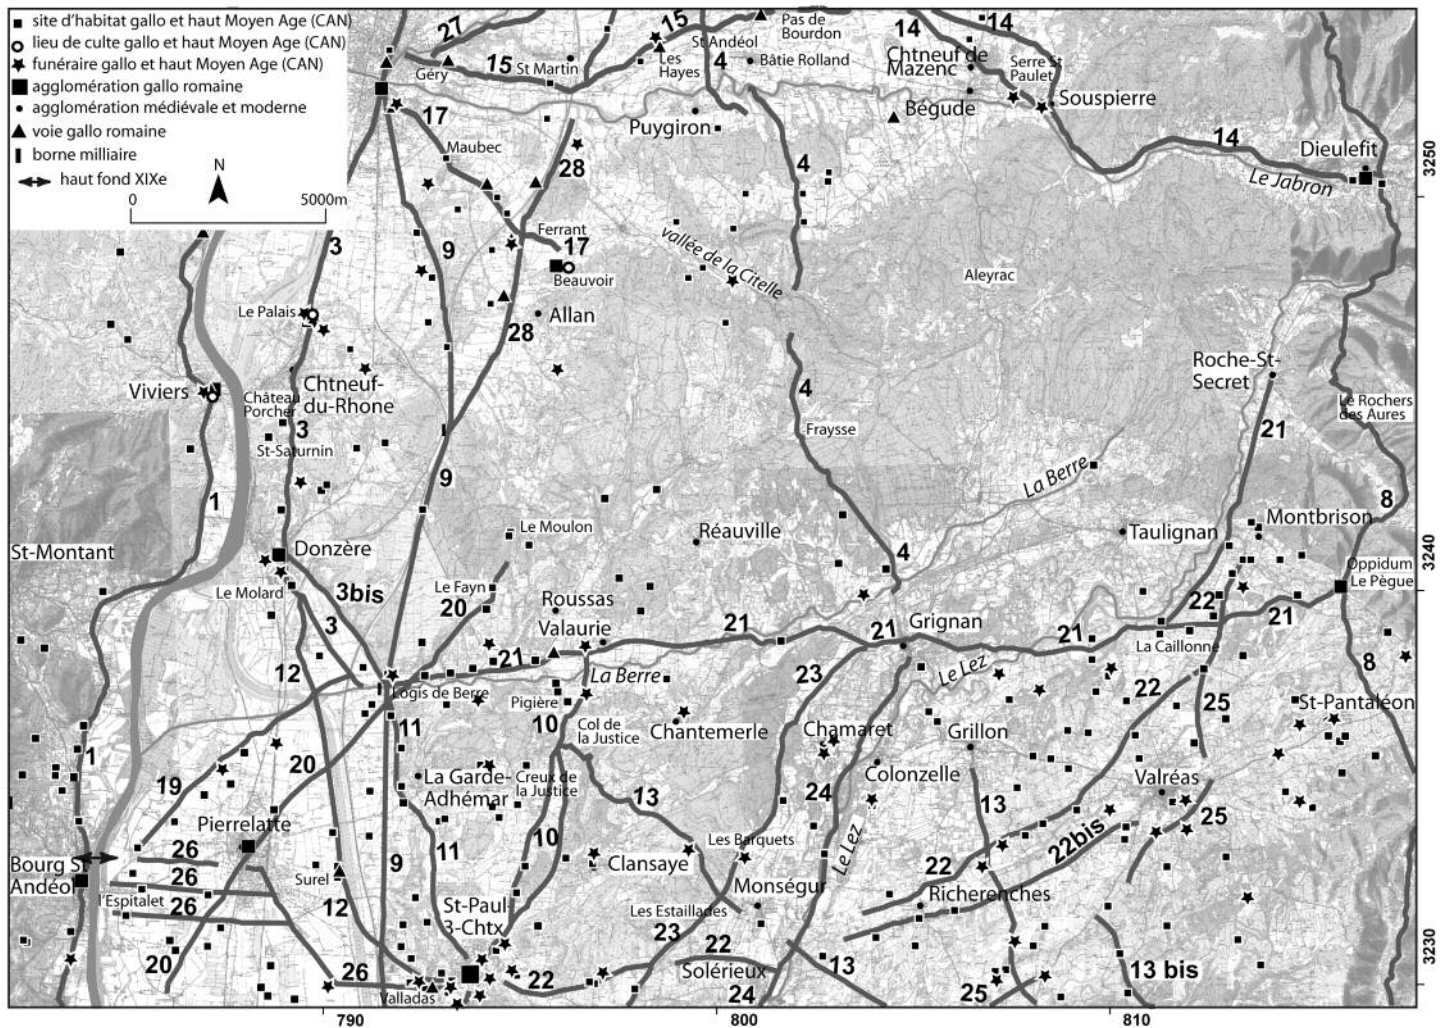 site d'habitat gallo et haut Moyen Age (CAN)
lieu de culte gallo et haut Moyen Age (CAN)
funéraire gallo et haut Moyen Age (CAN)
agglomération gallo romaine
agglomération médiévale et moderne
voie gallo romaine
borne milliaire
haut fond XIXe
N
0 5000m
27
15
Pas de
Bourdon
14
14
St Andéol
Chtneuf de
Mazenc
Géry
15
St Martin
Les
Hayes
4
Bâtie Rolland
Serre St
Paulet
17
Puygiron
Bégude
Souspierre
Maubec
28
4
14
Dieulefit
3250
Le Jabron
3
9
Ferrant
17
vallée de la Citelle
Beauvoir
Aleyrac
Le Palais
Allan
28
Viviers
Château
Porcher
Chtneuf-
du-Rhone
4
Roche-St-
Secret
Le Rochers
des Aures
3
St-Saturnin
Fraysse
21
1
9
La Berre
8
St-Montant
Donzère
Le Moulon
Réauville
4
Taulignan
Montbrison
3240
Le Molard
3bis
Le Fayn
20
Roussas
Oppidum
Le Pègue
22
21
3
Valaurie
21
21
Grignan
21
La Caillonne
12
21
La Berre
23
Le Lez
8
Logis de Berre
Pigière
22
25
St-Pantaléon
1
11
10
Col de
la Justice
Chantemerle
Chamaret
Grillon
19
20
La Garde-
Adhémar
Creux de
la Justice
Colonzelle
Valréas
13
24
13
25
Pierrelatte
26
11
10
Les Barquets
Le Lez
22bis
Bourg St
Andéol
26
Surel
9
Clansaye
22
l'Espitalet
26
12
St-Paul-
3-Chtx
Monségur
Richerenches
Les Estaillades
23
22
20
26
22
Solérieux
13
13 bis
3230
Valladas
24
25
790
800
810